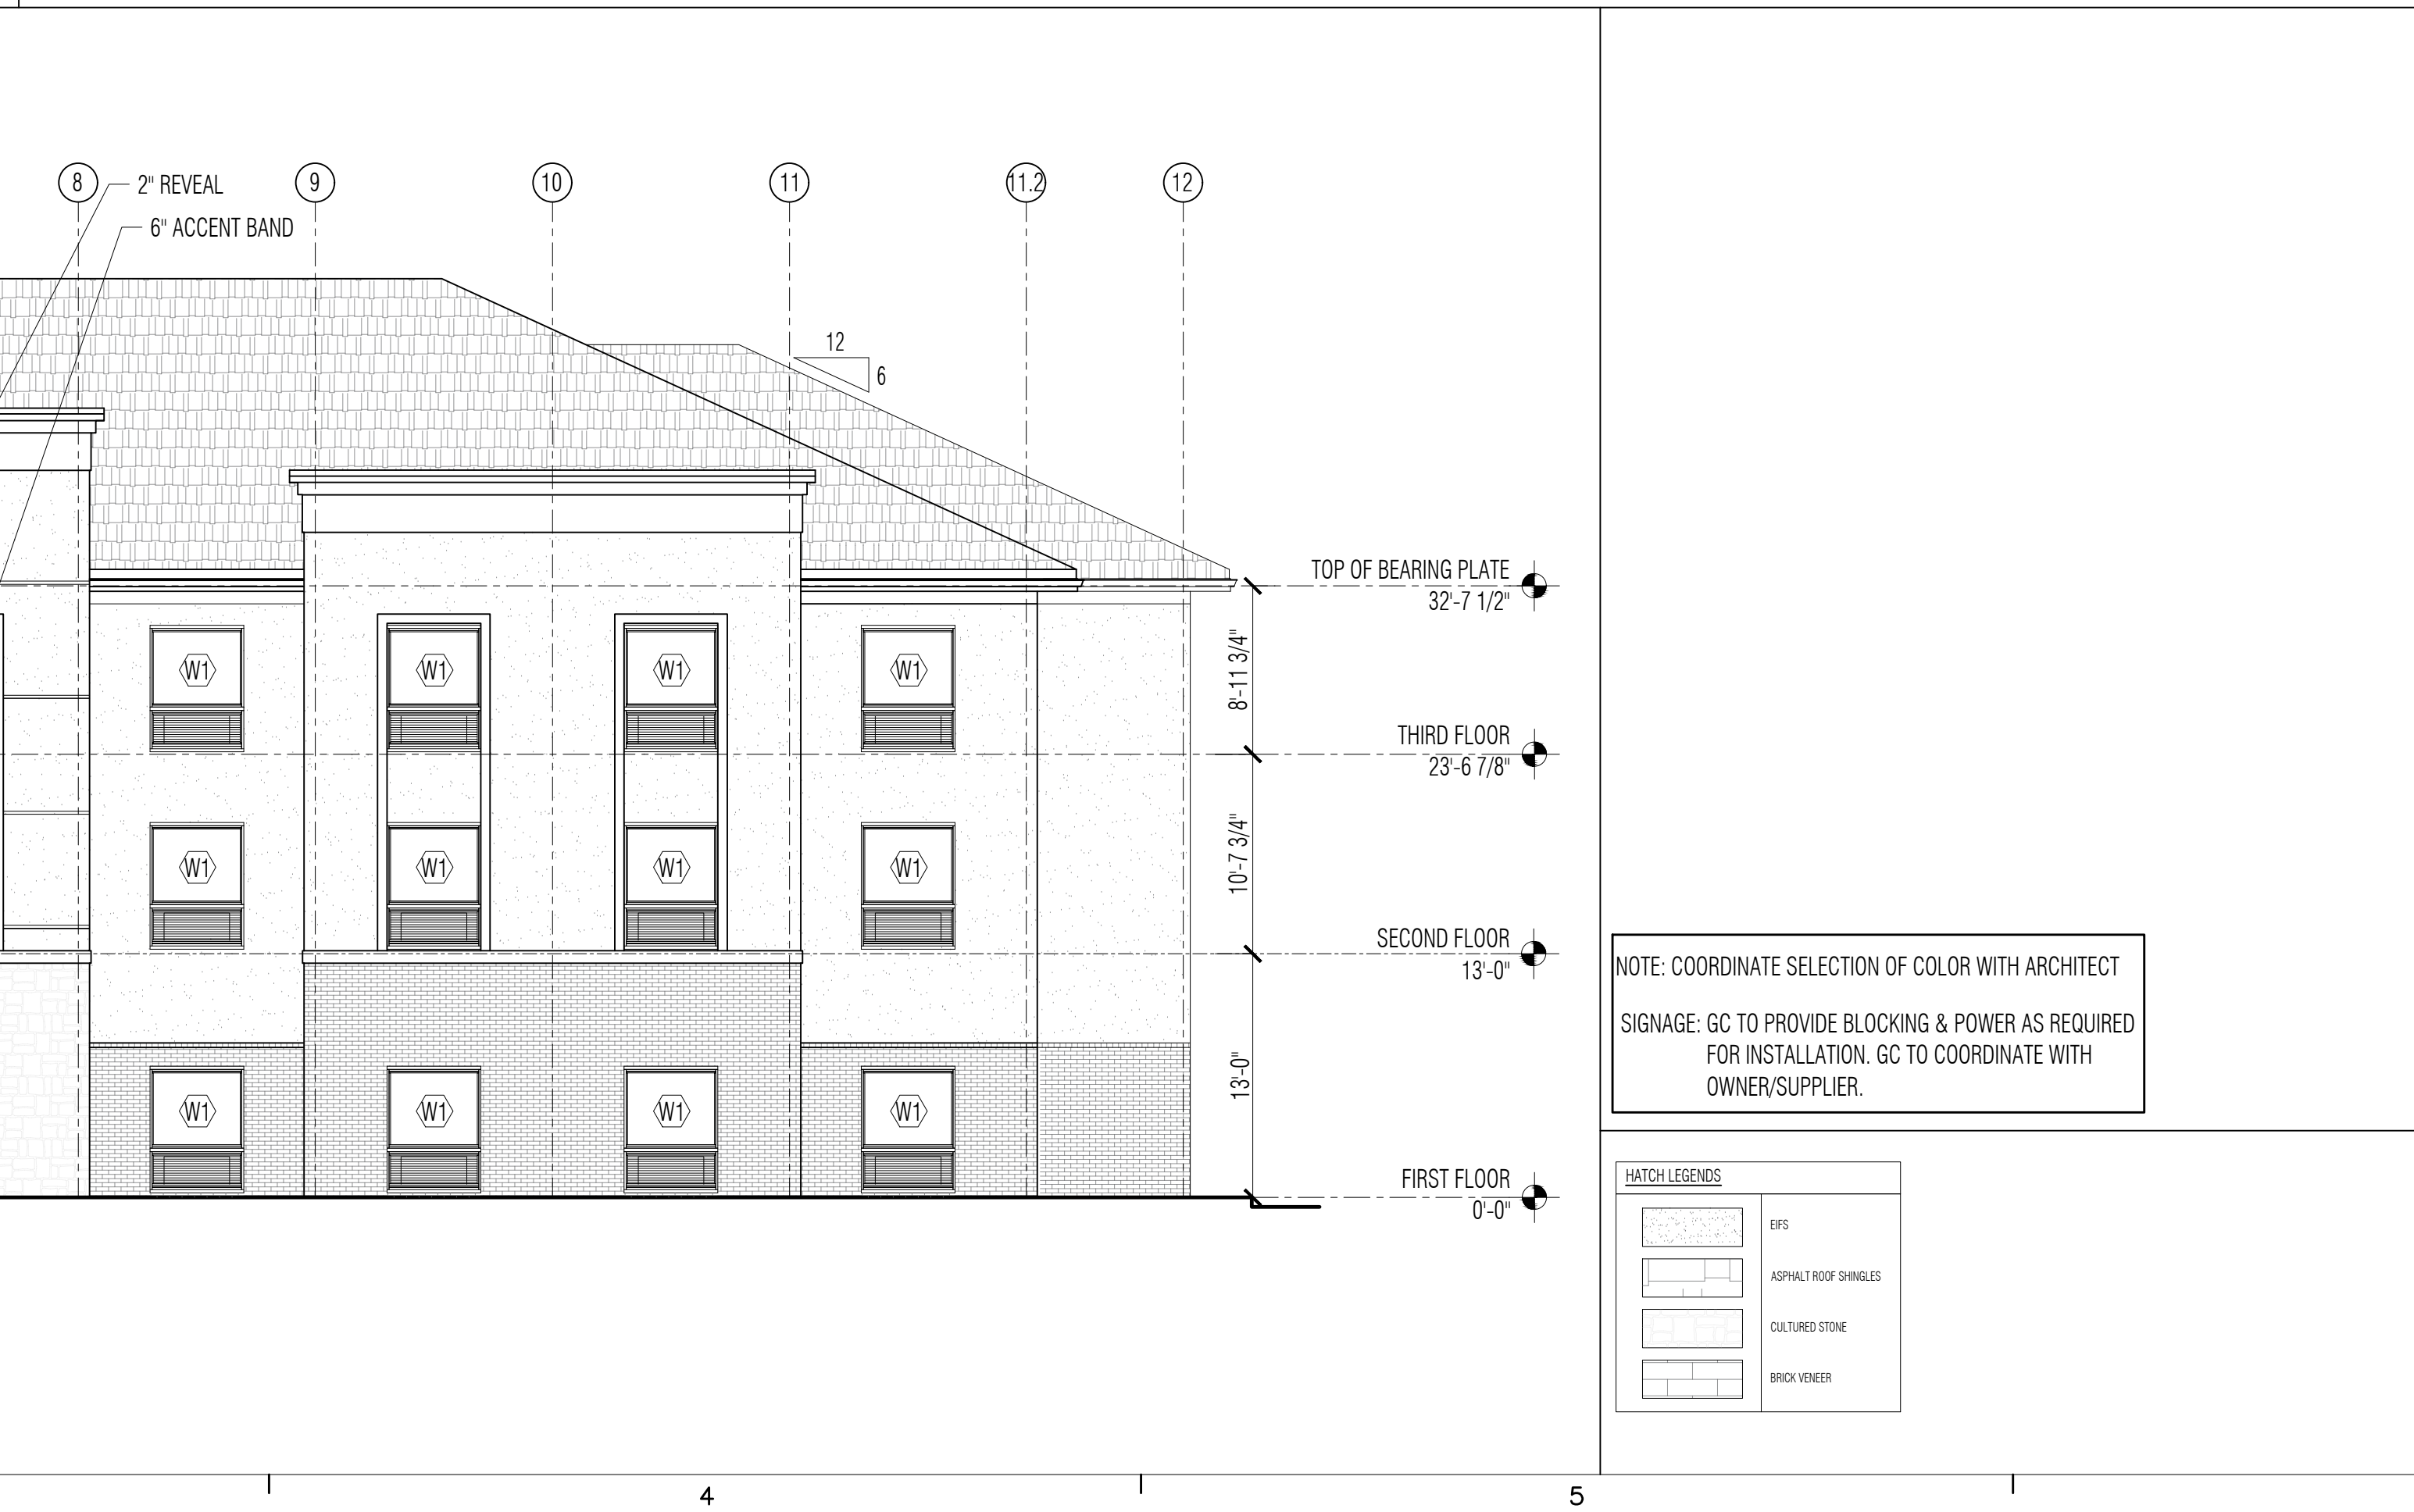 8
9
10
11
11.2
12
2" REVEAL
6" ACCENT BAND
12
6
TOP OF BEARING PLATE
32'-7 1/2"
8'-11 3/4"
W1
W1
W1
W1
THIRD FLOOR
23'-6 7/8"
10'-7 3/4"
W1
W1
W1
W1
SECOND FLOOR
13'-0"
13'-0"
W1
W1
W1
W1
FIRST FLOOR
0'-0"
NOTE: COORDINATE SELECTION OF COLOR WITH ARCHITECT
SIGNAGE: GC TO PROVIDE BLOCKING & POWER AS REQUIRED
FOR INSTALLATION. GC TO COORDINATE WITH
OWNER/SUPPLIER.
HATCH LEGENDS
EIFS
ASPHALT ROOF SHINGLES
CULTURED STONE
BRICK VENEER
4
5